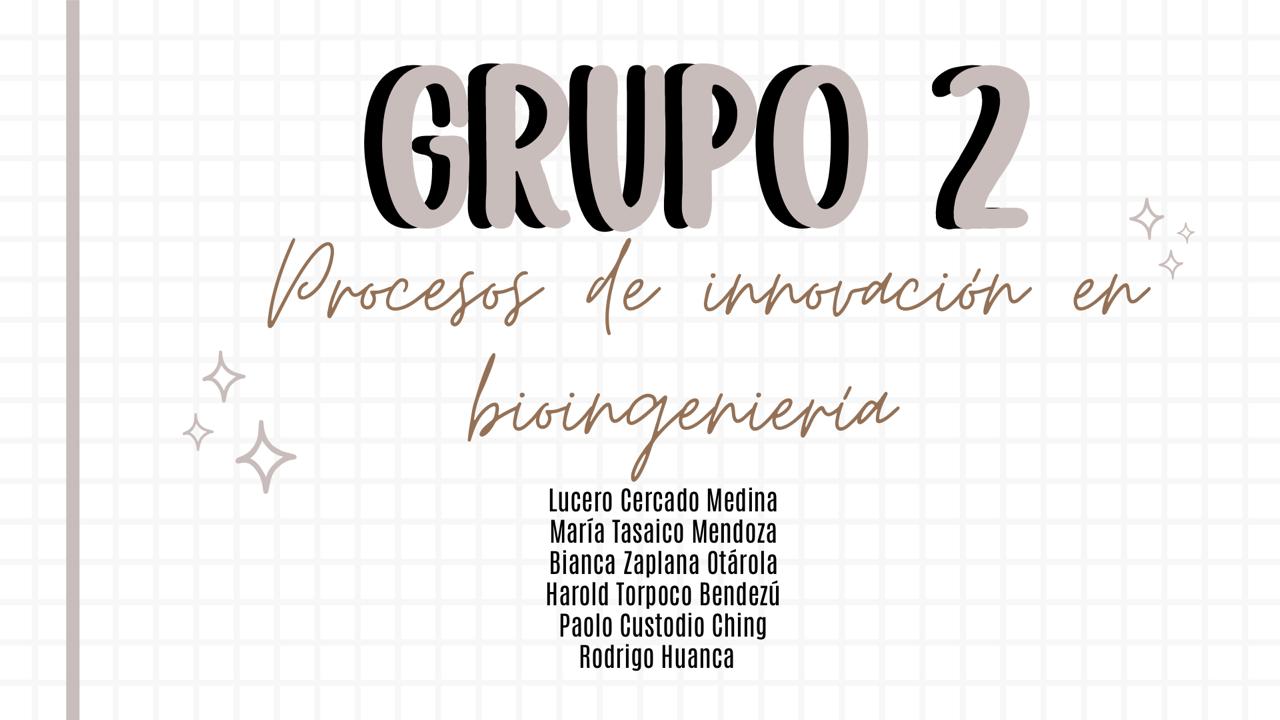 GRUPO 2
Procesos de innovación en
bioingeniería
Lucero Cercado Medina
María Tasaico Mendoza
Bianca Zaplana Otárola
Harold Torpoco Bendezú
Paolo Custodio Ching
Rodrigo Huanca